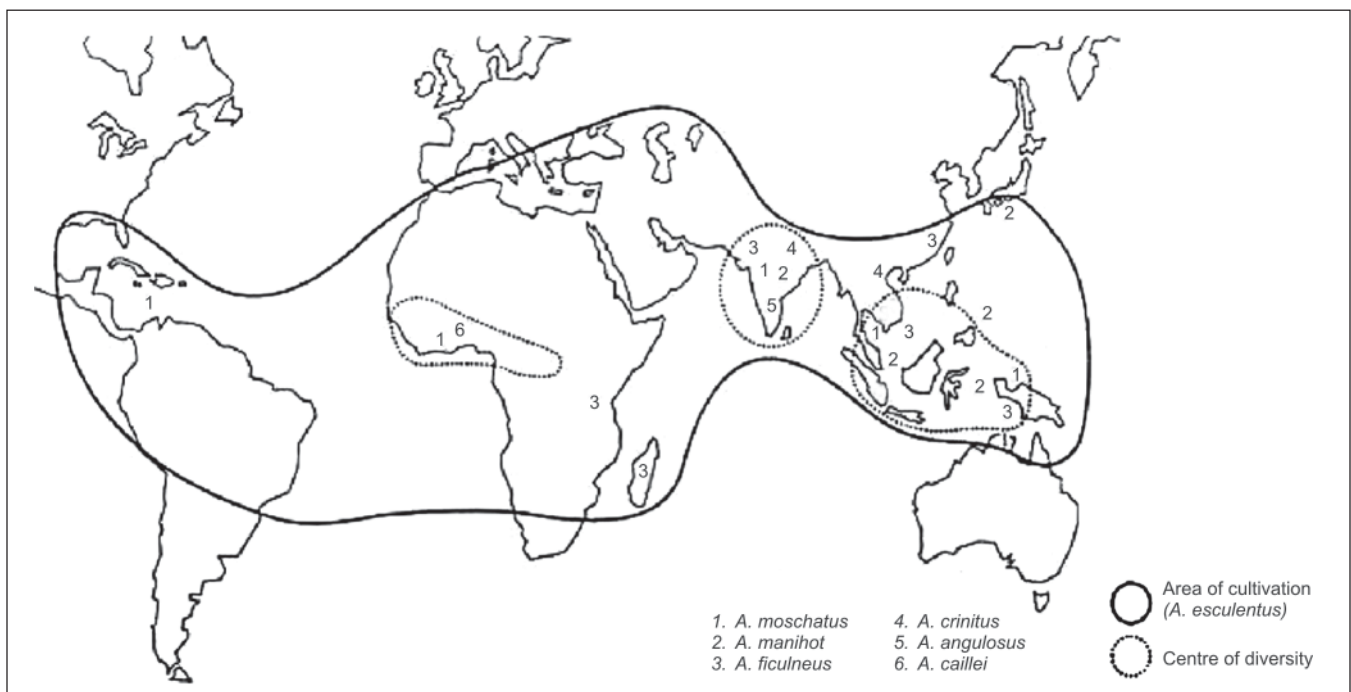 2
3
3
4
4
1
2
5
1
6
1
3
2
1
3
2
1
2
3
3
3
1. A. moschatus
2. A. manihot
3. A. ficulneus
4. A. crinitus
5. A. angulosus
6. A. caillei
Area of cultivation
(A. esculentus)
Centre of diversity